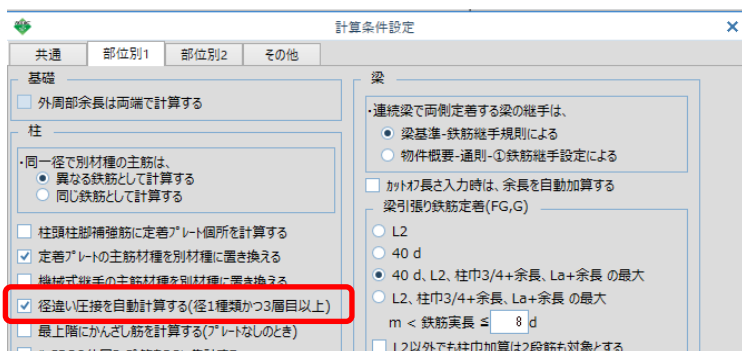 計算条件設定
共通
部位別1
部位別2
その他
基礎
外周部余長は両端で計算する
柱
・同一径で別材種の主筋は、
異なる鉄筋として計算する
同じ鉄筋として計算する
柱頭柱脚補強筋に定着プレート個所を計算する
定着プレートの主筋材種を別材種に置き換える
機械式継手の主筋材種を別材種に置き換える
径違い圧接を自動計算する(径1種類かつ3層目以上)
最上階にかんざし筋を計算する(プレートなしのとき)
梁
・連続梁で両側定着する梁の継手は、
梁基準-鉄筋継手規則による
物件概要-通則-①鉄筋継手設定による
カットオフ長さ入力時は、余長を自動加算する
梁引張り鉄筋定着(FG,G)
L2
40 d
40 d、L2、柱巾3/4+余長、La+余長 の最大
L2、柱巾3/4+余長、La+余長 の最大
m < 鉄筋実長 ≦ 8 d
L2以外でも柱巾加算は2段筋も対象とする